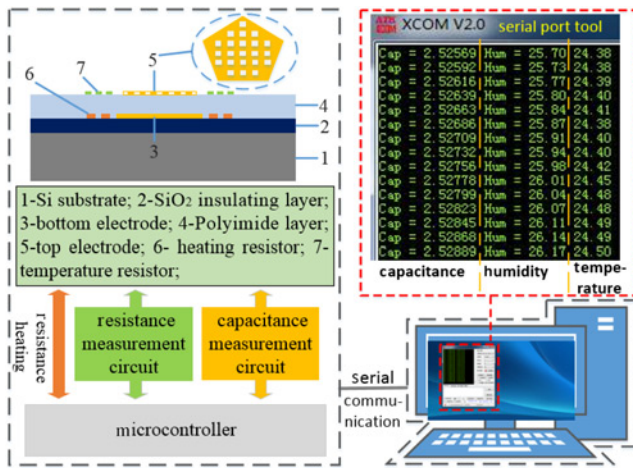 5
6
7
4
2
3
1
1-Si substrate; 2-SiO₂ insulating layer;
3-bottom electrode; 4-Polyimide layer;
5-top electrode; 6- heating resistor; 7-
temperature resistor;
resistance
heating
resistance
measurement
circuit
capacitance
measurement
circuit
microcontroller
serial
commu-
nication
XCOM V2.0
serial port tool
Cap = 2.52569 Hum = 25.70 24.38
Cap = 2.52592 Hum = 25.73 24.38
Cap = 2.52616 Hum = 25.77 24.39
Cap = 2.52639 Hum = 25.80 24.40
Cap = 2.52663 Hum = 25.84 24.41
Cap = 2.52686 Hum = 25.87 24.38
Cap = 2.52709 Hum = 25.91 24.40
Cap = 2.52732 Hum = 25.94 24.40
Cap = 2.52756 Hum = 25.98 24.42
Cap = 2.52778 Hum = 26.01 24.45
Cap = 2.52799 Hum = 26.04 24.48
Cap = 2.52823 Hum = 26.07 24.48
Cap = 2.52845 Hum = 26.11 24.49
Cap = 2.52868 Hum = 26.14 24.49
Cap = 2.52889 Hum = 26.17 24.50
capacitance
humidity
tempe-
rature